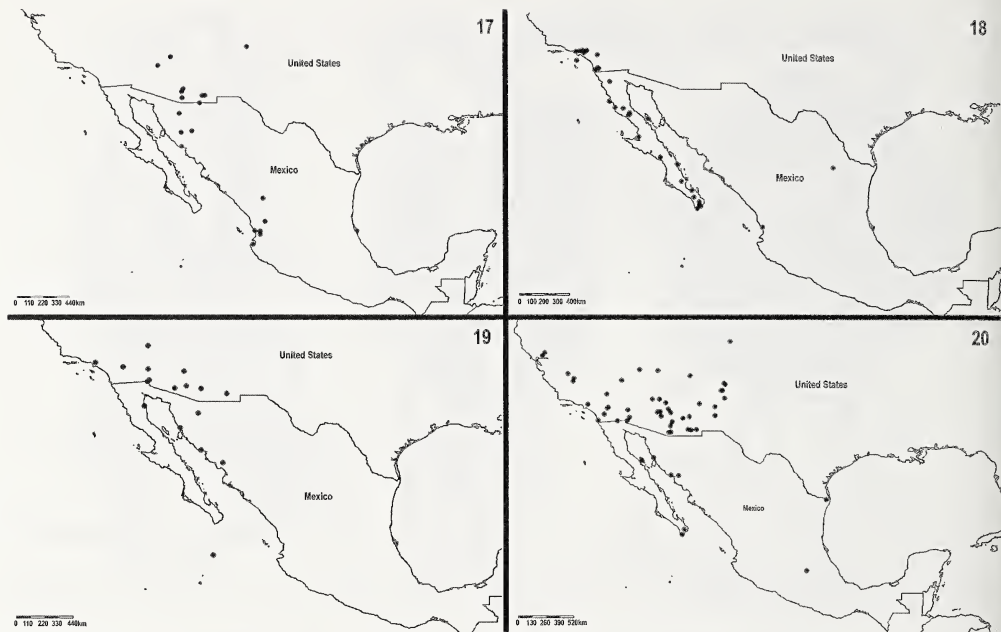 17
United States
Mexico
0 110 220 330 440km
18
United States
Mexico
0 100 200 300 400km
19
United States
Mexico
0 110 220 330 440km
20
United States
Mexico
0 130 260 390 520km